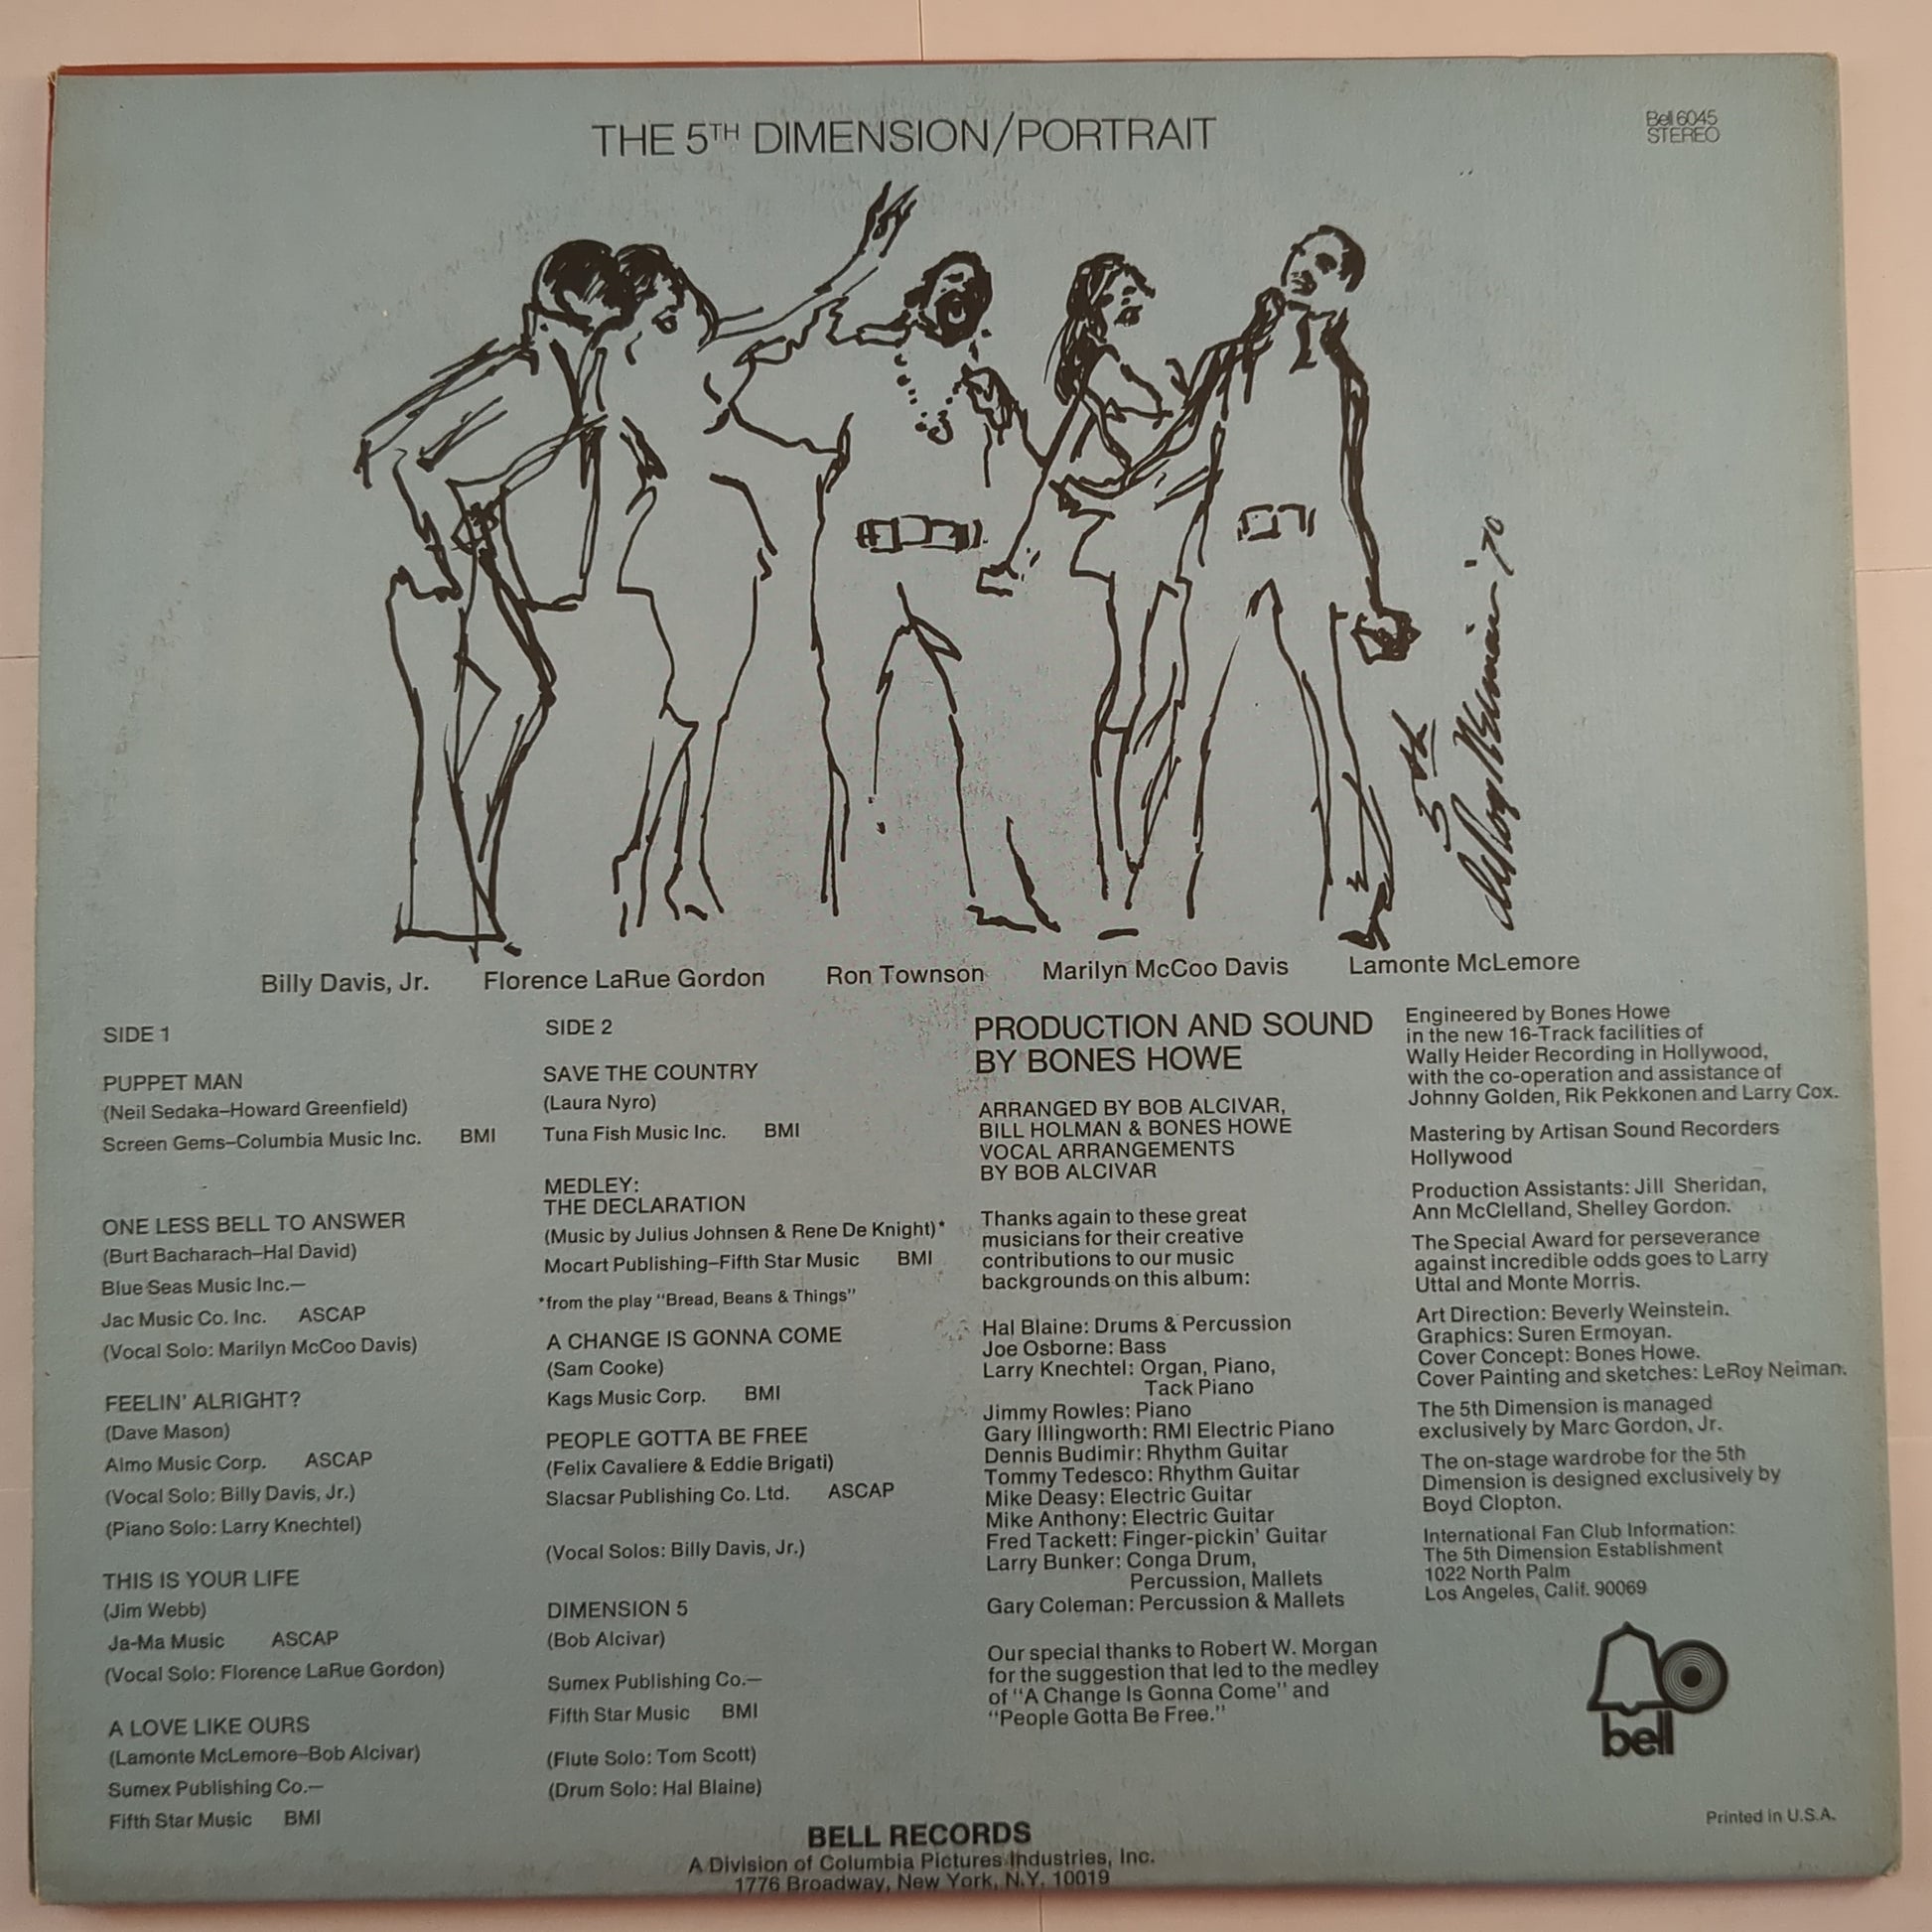 THE 5TH DIMENSION/PORTRAIT
Bell 6045
STEREO
5th
LeRoy Neiman '70
Billy Davis, Jr.
Florence LaRue Gordon
Ron Townson
Marilyn McCoo Davis
Lamonte McLemore
SIDE 1
PUPPET MAN
(Neil Sedaka–Howard Greenfield)
Screen Gems–Columbia Music Inc. BMI
ONE LESS BELL TO ANSWER
(Burt Bacharach–Hal David)
Blue Seas Music Inc.—
Jac Music Co. Inc. ASCAP
(Vocal Solo: Marilyn McCoo Davis)
FEELIN' ALRIGHT?
(Dave Mason)
Almo Music Corp. ASCAP
(Vocal Solo: Billy Davis, Jr.)
(Piano Solo: Larry Knechtel)
THIS IS YOUR LIFE
(Jim Webb)
Ja-Ma Music ASCAP
(Vocal Solo: Florence LaRue Gordon)
A LOVE LIKE OURS
(Lamonte McLemore–Bob Alcivar)
Sumex Publishing Co.—
Fifth Star Music BMI
SIDE 2
SAVE THE COUNTRY
(Laura Nyro)
Tuna Fish Music Inc. BMI
MEDLEY:
THE DECLARATION
(Music by Julius Johnsen & Rene De Knight)*
Mocart Publishing–Fifth Star Music BMI
*from the play "Bread, Beans & Things"
A CHANGE IS GONNA COME
(Sam Cooke)
Kags Music Corp. BMI
PEOPLE GOTTA BE FREE
(Felix Cavaliere & Eddie Brigati)
Slacsar Publishing Co. Ltd. ASCAP
(Vocal Solos: Billy Davis, Jr.)
DIMENSION 5
(Bob Alcivar)
Sumex Publishing Co.—
Fifth Star Music BMI
(Flute Solo: Tom Scott)
(Drum Solo: Hal Blaine)
PRODUCTION AND SOUND
BY BONES HOWE
ARRANGED BY BOB ALCIVAR,
BILL HOLMAN & BONES HOWE
VOCAL ARRANGEMENTS
BY BOB ALCIVAR
Thanks again to these great
musicians for their creative
contributions to our music
backgrounds on this album:
Hal Blaine: Drums & Percussion
Joe Osborne: Bass
Larry Knechtel: Organ, Piano,
Tack Piano
Jimmy Rowles: Piano
Gary Illingworth: RMI Electric Piano
Dennis Budimir: Rhythm Guitar
Tommy Tedesco: Rhythm Guitar
Mike Deasy: Electric Guitar
Mike Anthony: Electric Guitar
Fred Tackett: Finger-pickin' Guitar
Larry Bunker: Conga Drum,
Percussion, Mallets
Gary Coleman: Percussion & Mallets
Our special thanks to Robert W. Morgan
for the suggestion that led to the medley
of "A Change Is Gonna Come" and
"People Gotta Be Free."
Engineered by Bones Howe
in the new 16-Track facilities of
Wally Heider Recording in Hollywood,
with the co-operation and assistance of
Johnny Golden, Rik Pekkonen and Larry Cox.
Mastering by Artisan Sound Recorders
Hollywood
Production Assistants: Jill Sheridan,
Ann McClelland, Shelley Gordon.
The Special Award for perseverance
against incredible odds goes to Larry
Uttal and Monte Morris.
Art Direction: Beverly Weinstein.
Graphics: Suren Ermoyan.
Cover Concept: Bones Howe.
Cover Painting and sketches: LeRoy Neiman.
The 5th Dimension is managed
exclusively by Marc Gordon, Jr.
The on-stage wardrobe for the 5th
Dimension is designed exclusively by
Boyd Clopton.
International Fan Club Information:
The 5th Dimension Establishment
1022 North Palm
Los Angeles, Calif. 90069
bell
Printed in U.S.A.
BELL RECORDS
A Division of Columbia Pictures Industries, Inc.
1776 Broadway, New York, N.Y. 10019